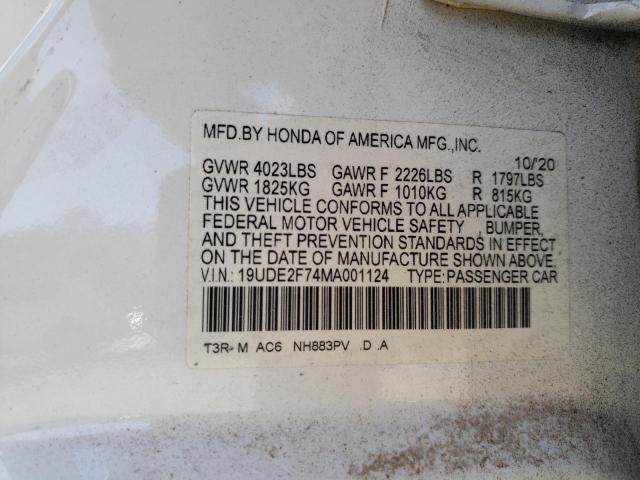 MFD.BY HONDA OF AMERICA MFG.,INC.
10/'20
GVWR 4023LBS GAWR F 2226LBS R 1797LBS
GVWR 1825KG GAWR F 1010KG R 815KG
THIS VEHICLE CONFORMS TO ALL APPLICABLE
FEDERAL MOTOR VEHICLE SAFETY , BUMPER,
AND THEFT PREVENTION STANDARDS IN EFFECT
ON THE DATE OF MANUFACTURE SHOWN ABOVE.
V.I.N.: 19UDE2F74MA001124 TYPE:PASSENGER CAR
T3R- M AC6 NH883PV .D .A